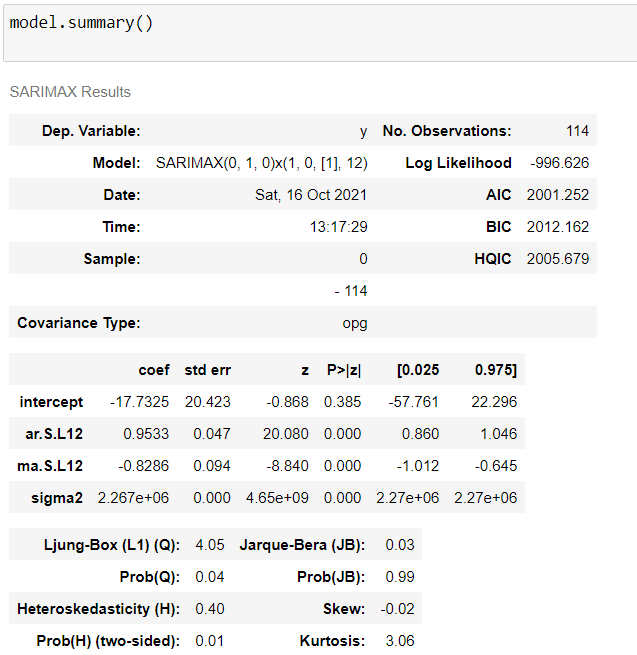 model.summary()
SARIMAX Results
Dep. Variable: y No. Observations: 114
Model: SARIMAX(0, 1, 0)x(1, 0, [1], 12) Log Likelihood -996.626
Date: Sat, 16 Oct 2021 AIC 2001.252
Time: 13:17:29 BIC 2012.162
Sample: 0 HQIC 2005.679
- 114
Covariance Type: opg
coef std err z P>|z| [0.025 0.975]
intercept -17.7325 20.423 -0.868 0.385 -57.761 22.296
ar.S.L12 0.9533 0.047 20.080 0.000 0.860 1.046
ma.S.L12 -0.8286 0.094 -8.840 0.000 -1.012 -0.645
sigma2 2.267e+06 0.000 4.65e+09 0.000 2.27e+06 2.27e+06
Ljung-Box (L1) (Q): 4.05 Jarque-Bera (JB): 0.03
Prob(Q): 0.04 Prob(JB): 0.99
Heteroskedasticity (H): 0.40 Skew: -0.02
Prob(H) (two-sided): 0.01 Kurtosis: 3.06